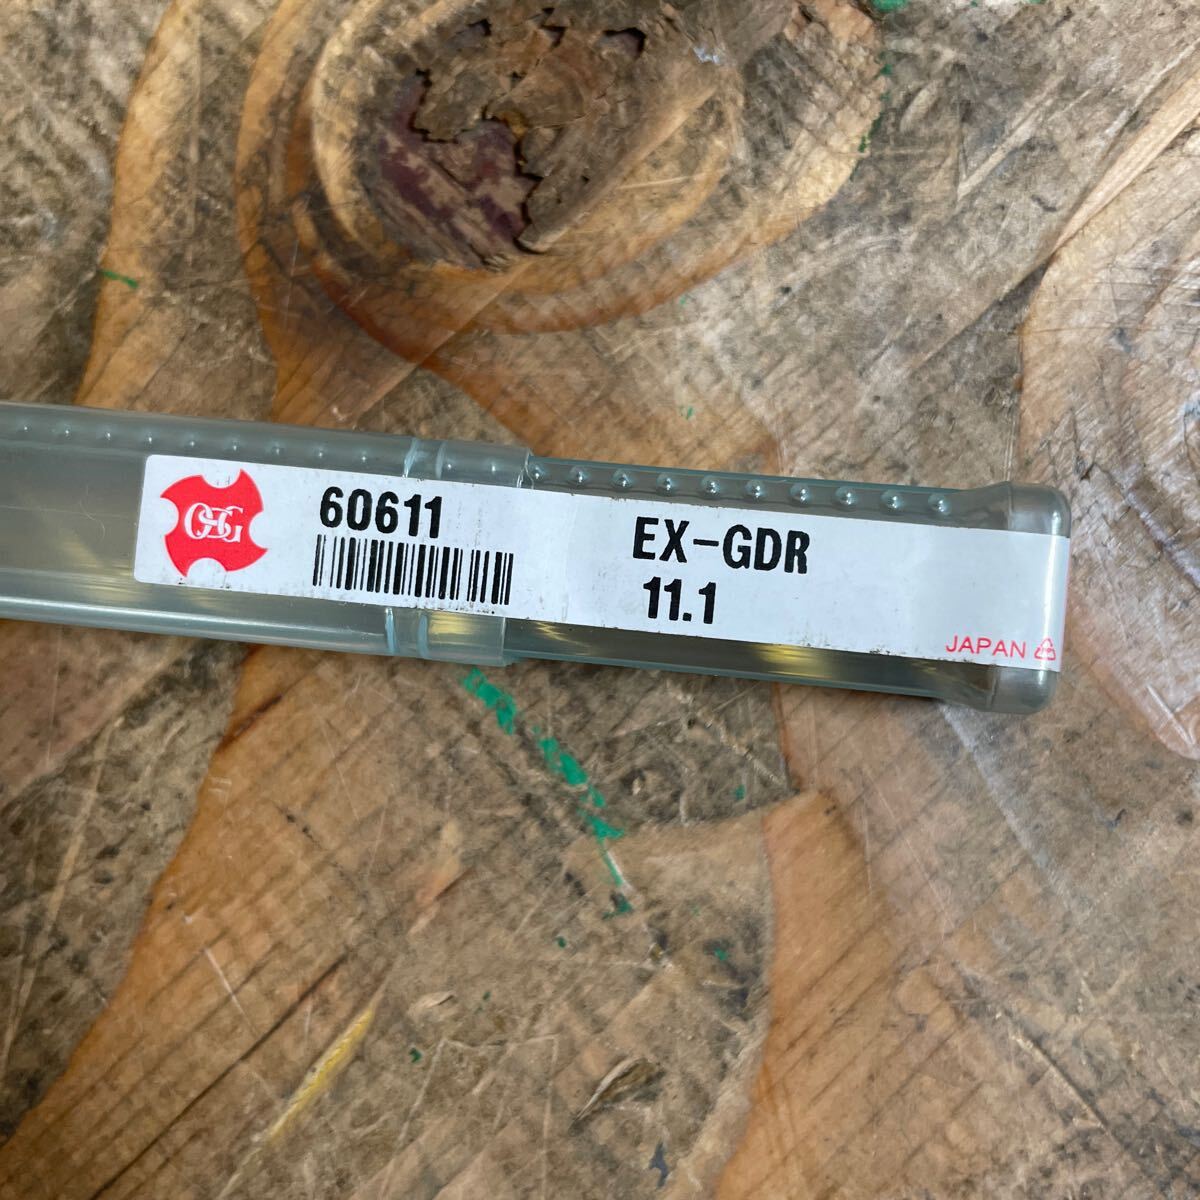 OSG
60611
EX-GDR
11.1
JAPAN